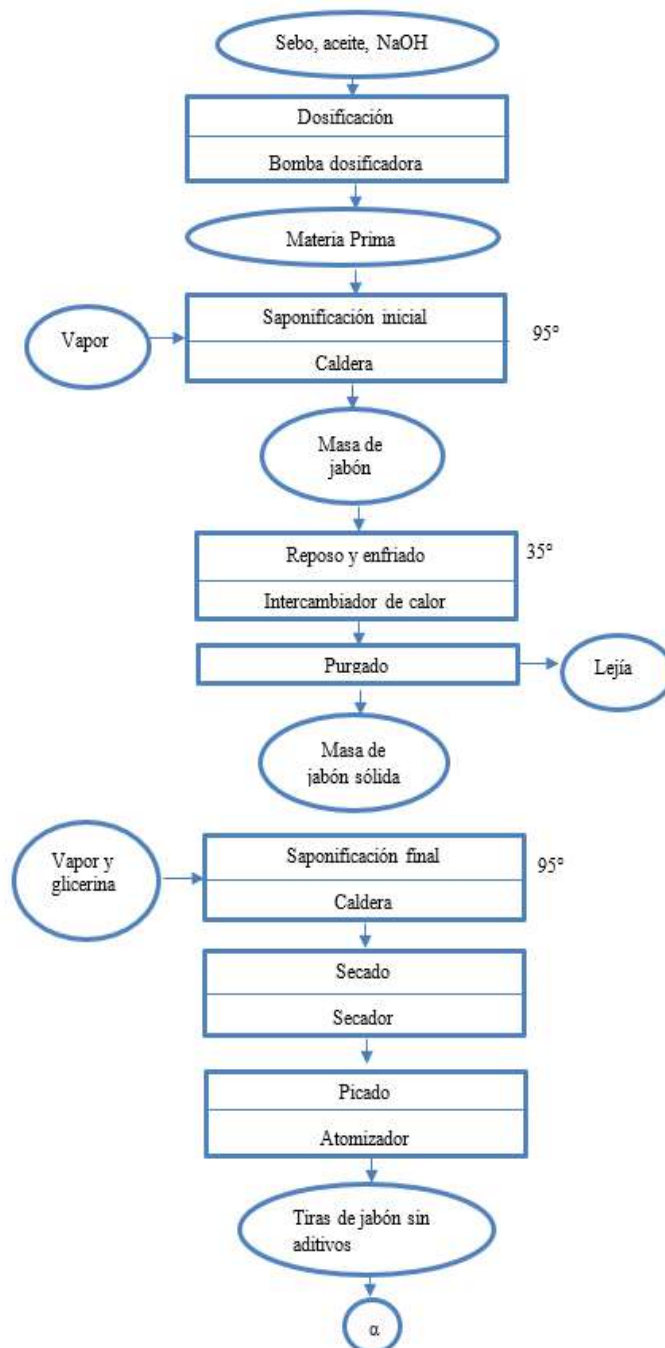 Sebo, aceite, NaOH
Dosificación
Bomba dosificadora
Materia Prima
Saponificación inicial
95°
Vapor
Caldera
Masa de
jabón
Reposo y enfriado
35°
Intercambiador de calor
Purgado
Lejía
Masa de
jabón sólida
Vapor y
glicerina
Saponificación final
95°
Caldera
Secado
Secador
Picado
Atomizador
Tiras de jabón sin
aditivos
α